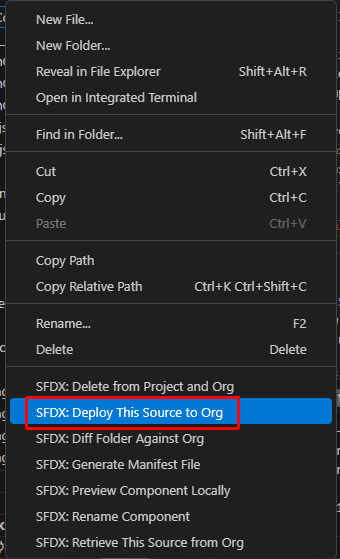 New File...
New Folder...
Reveal in File Explorer Shift+Alt+R
Open in Integrated Terminal
Find in Folder... Shift+Alt+F
Cut Ctrl+X
Copy Ctrl+C
Paste Ctrl+V
Copy Path
Copy Relative Path Ctrl+K Ctrl+Shift+C
Rename... F2
Delete Delete
SFDX: Delete from Project and Org
SFDX: Deploy This Source to Org
SFDX: Diff Folder Against Org
SFDX: Generate Manifest File
SFDX: Preview Component Locally
SFDX: Rename Component
SFDX: Retrieve This Source from Org